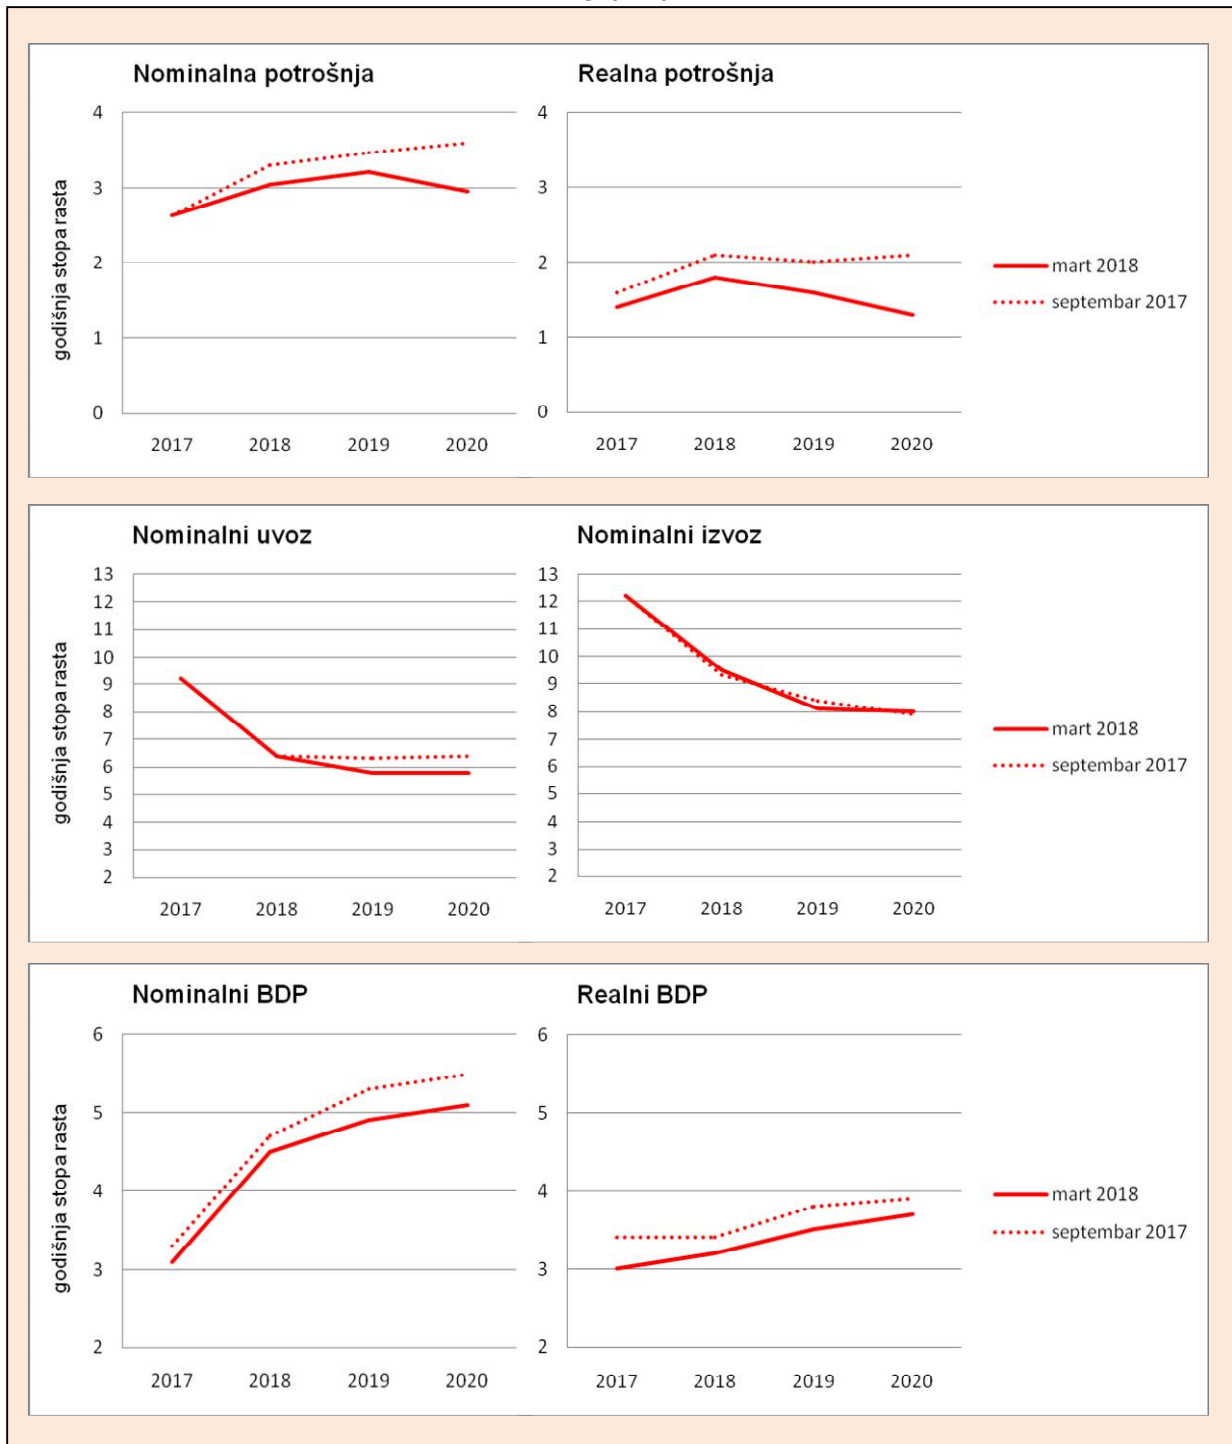 Nominalna potrošnja
Realna potrošnja
godišnja stopa rasta
4
3
2
1
0
2017 2018 2019 2020
4
3
2
1
0
2017 2018 2019 2020
mart 2018
septembar 2017
Nominalni uvoz
Nominalni izvoz
godišnja stopa rasta
13
12
11
10
9
8
7
6
5
4
3
2
2017 2018 2019 2020
13
12
11
10
9
8
7
6
5
4
3
2
2017 2018 2019 2020
mart 2018
septembar 2017
Nominalni BDP
Realni BDP
godišnja stopa rasta
6
5
4
3
2
2017 2018 2019 2020
6
5
4
3
2
2017 2018 2019 2020
mart 2018
septembar 2017